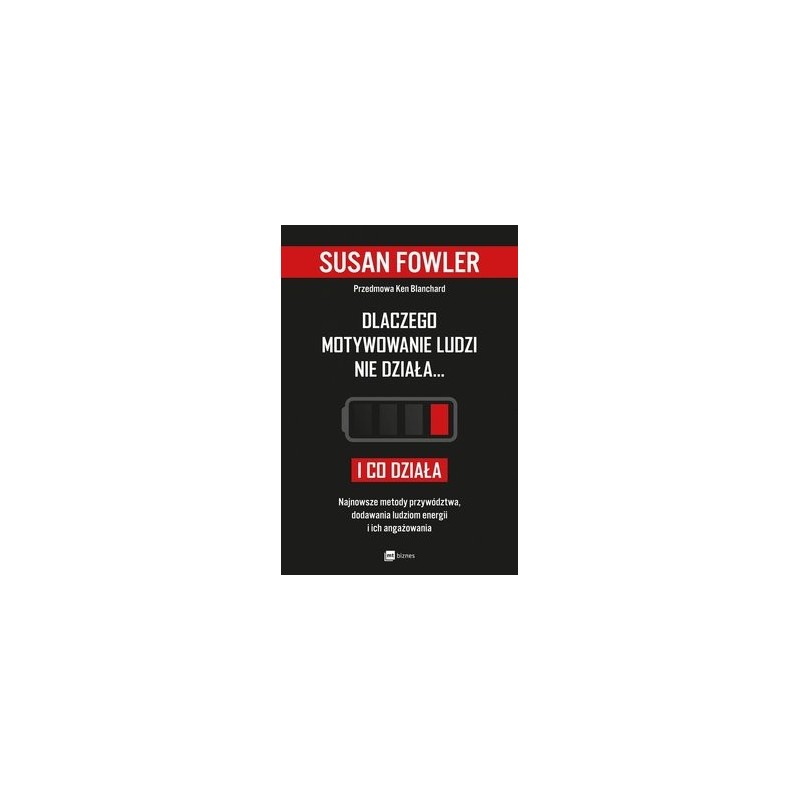 SUSAN FOWLER
Przedmowa Ken Blanchard
DLACZEGO
MOTYWOWANIE LUDZI
NIE DZIAŁA...
I CO DZIAŁA
Najnowsze metody przywództwa,
dodawania ludziom energii
i ich angażowania
mt biznes